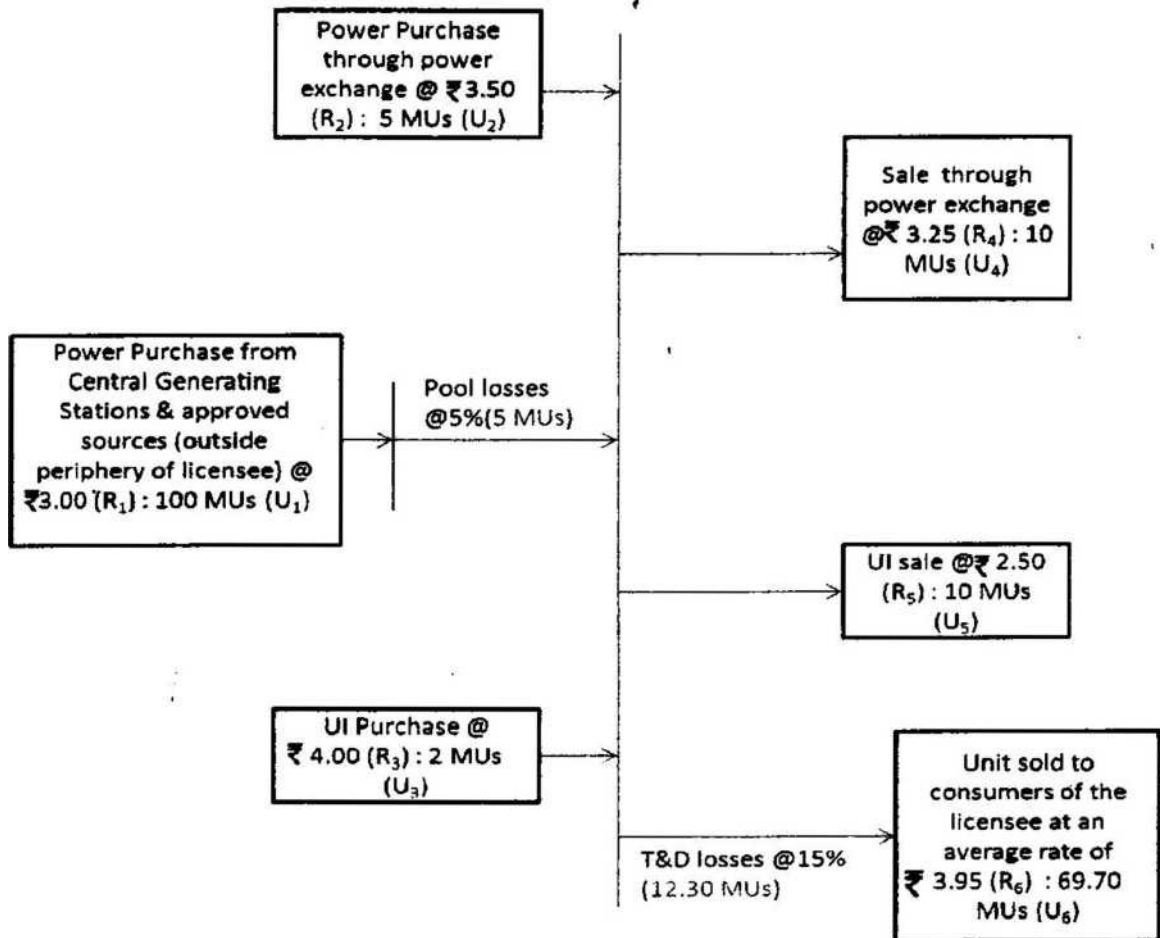 Power Purchase
through power
exchange @ ₹3.50
(R₂) : 5 MUs (U₂)
Sale through
power exchange
@₹ 3.25 (R₄) : 10
MUs (U₄)
Power Purchase from
Central Generating
Stations & approved
sources (outside
periphery of licensee) @
₹3.00 (R₁) : 100 MUs (U₁)
Pool losses
@5%(5 MUs)
UI sale @₹ 2.50
(R₅) : 10 MUs
(U₅)
UI Purchase @
₹ 4.00 (R₃) : 2 MUs
(U₃)
T&D losses @15%
(12.30 MUs)
Unit sold to
consumers of the
licensee at an
average rate of
₹ 3.95 (R₆) : 69.70
MUs (U₆)